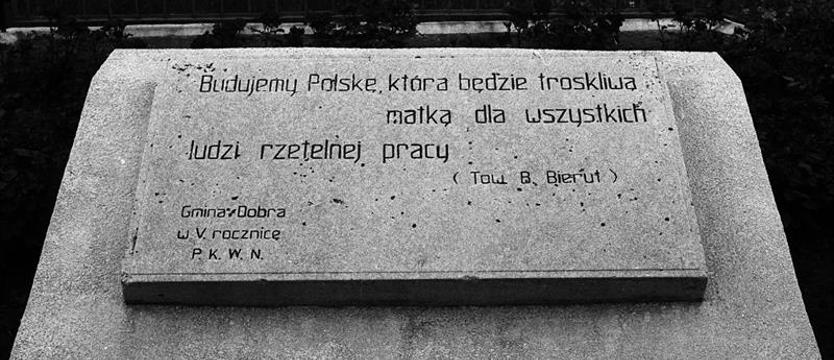 Budujemy Polskę, która będzie troskliwą
matką dla wszystkich
ludzi rzetelnej pracy
( Tow. B. Bierut )
Gmina Dobra
w V. rocznicę
P. K. W. N.